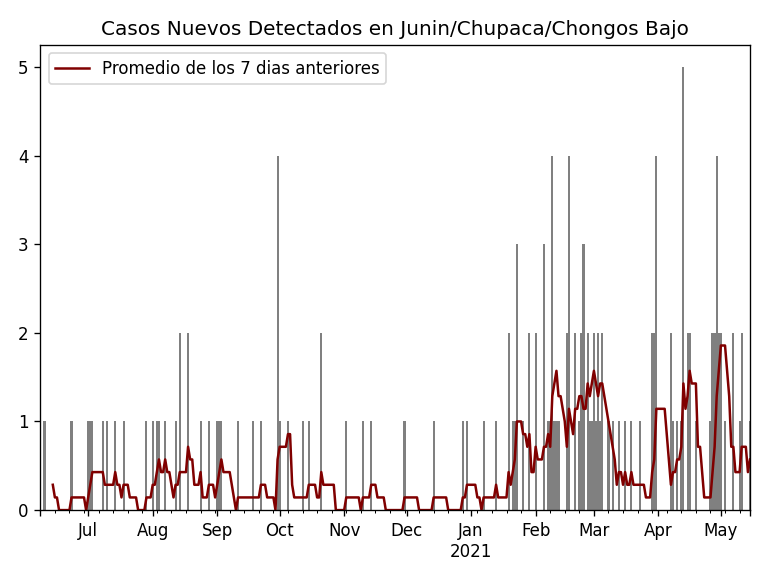 Casos Nuevos Detectados en Junin/Chupaca/Chongos Bajo
Promedio de los 7 dias anteriores
5
4
3
2
1
0
Jul Aug Sep Oct Nov Dec Jan Feb Mar Apr May
2021